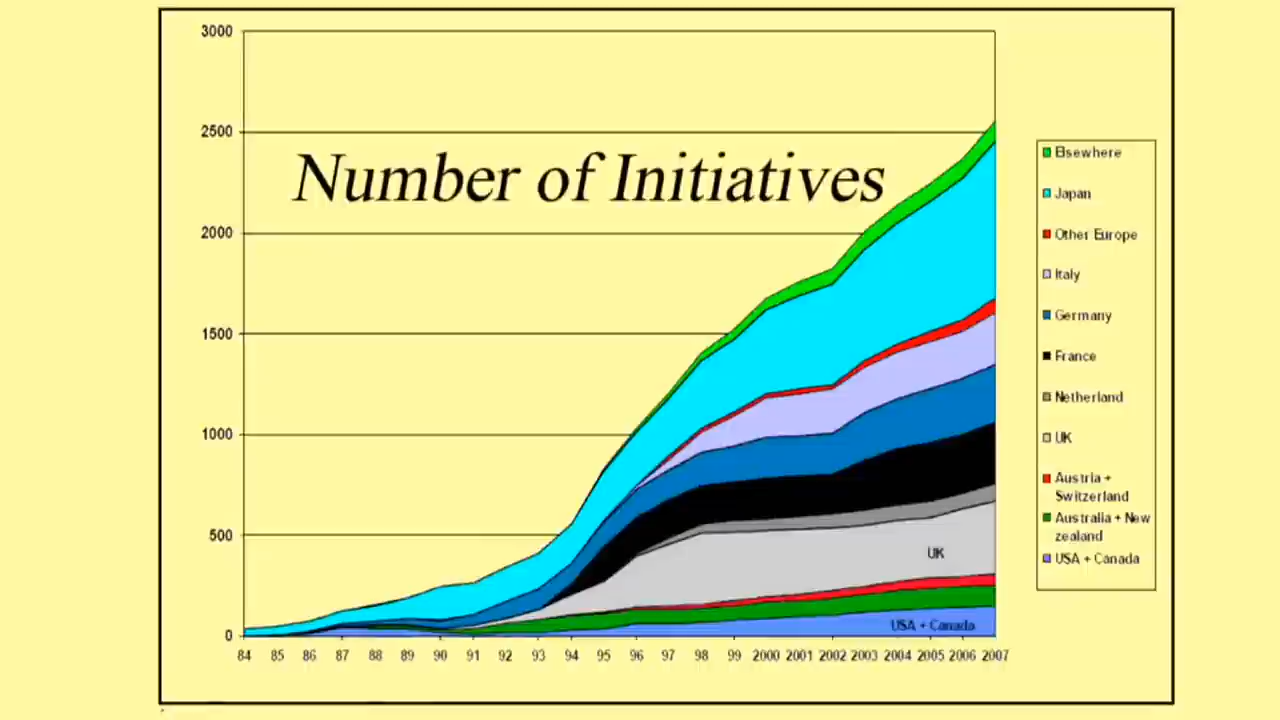 Number of Initiatives
3000
2500
2000
1500
1000
500
0
84 85 86 87 88 89 90 91 92 93 94 95 96 97 98 99 2000 2001 2002 2003 2004 2005 2006 2007
UK
USA + Canada
Elsewhere
Japan
Other Europe
Italy
Germany
France
Netherland
UK
Austria +
Switzerland
Australia + New
zealand
USA + Canada